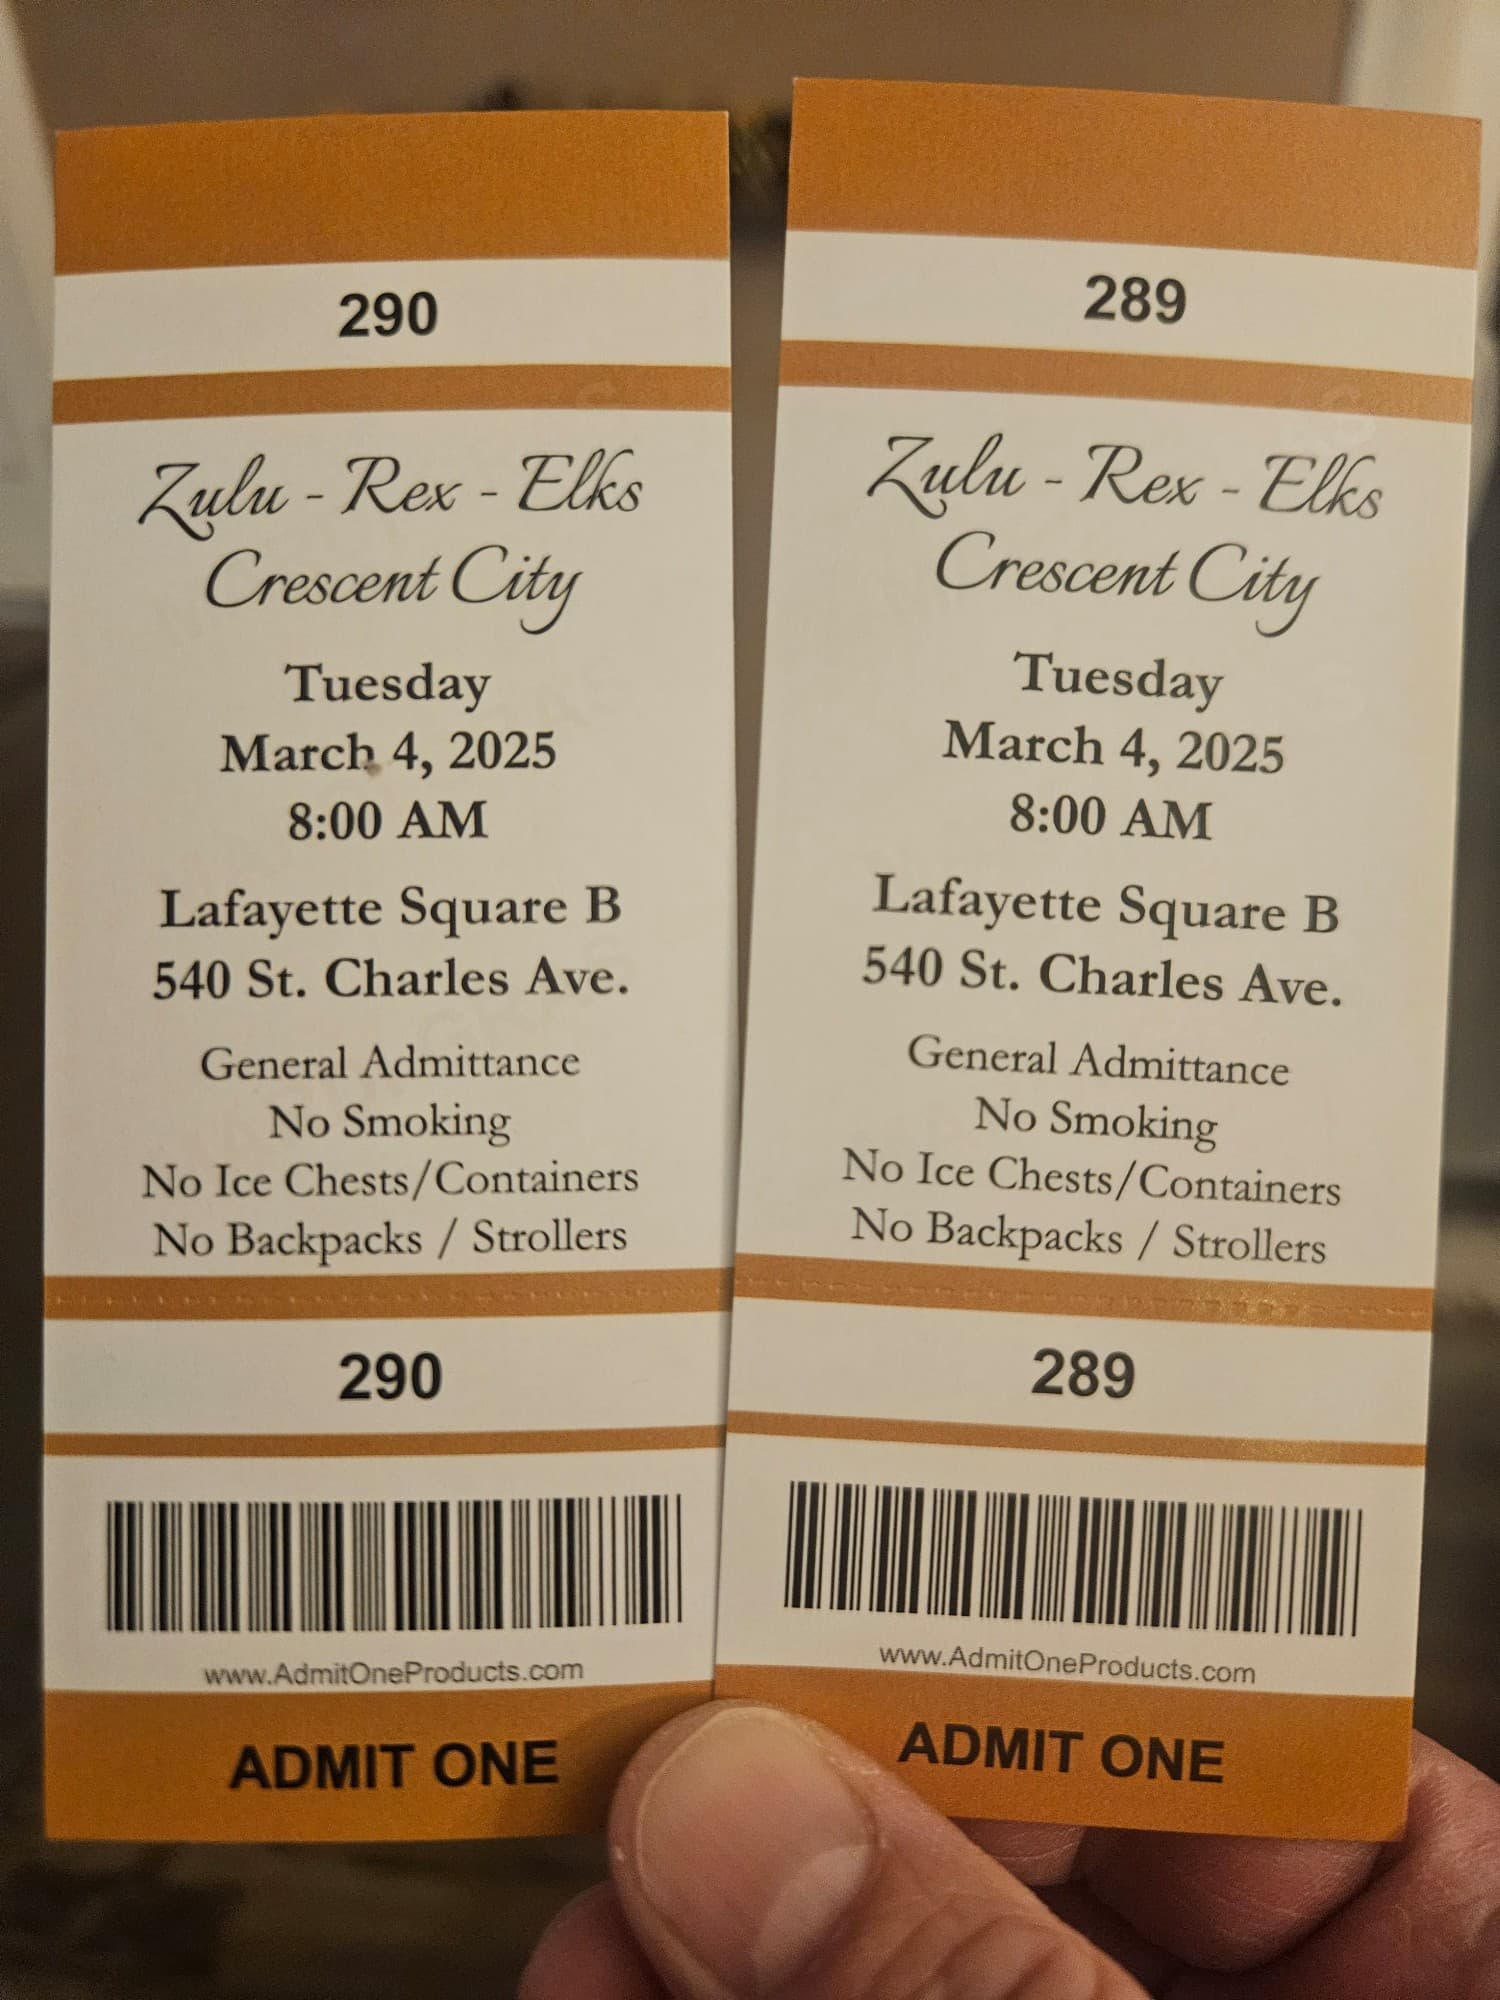 290
Zulu - Rex - Elks
Crescent City
Tuesday
March 4, 2025
8:00 AM
Lafayette Square B
540 St. Charles Ave.
General Admittance
No Smoking
No Ice Chests/Containers
No Backpacks / Strollers
290
www.AdmitOneProducts.com
ADMIT ONE
289
Zulu - Rex - Elks
Crescent City
Tuesday
March 4, 2025
8:00 AM
Lafayette Square B
540 St. Charles Ave.
General Admittance
No Smoking
No Ice Chests/Containers
No Backpacks / Strollers
289
www.AdmitOneProducts.com
ADMIT ONE